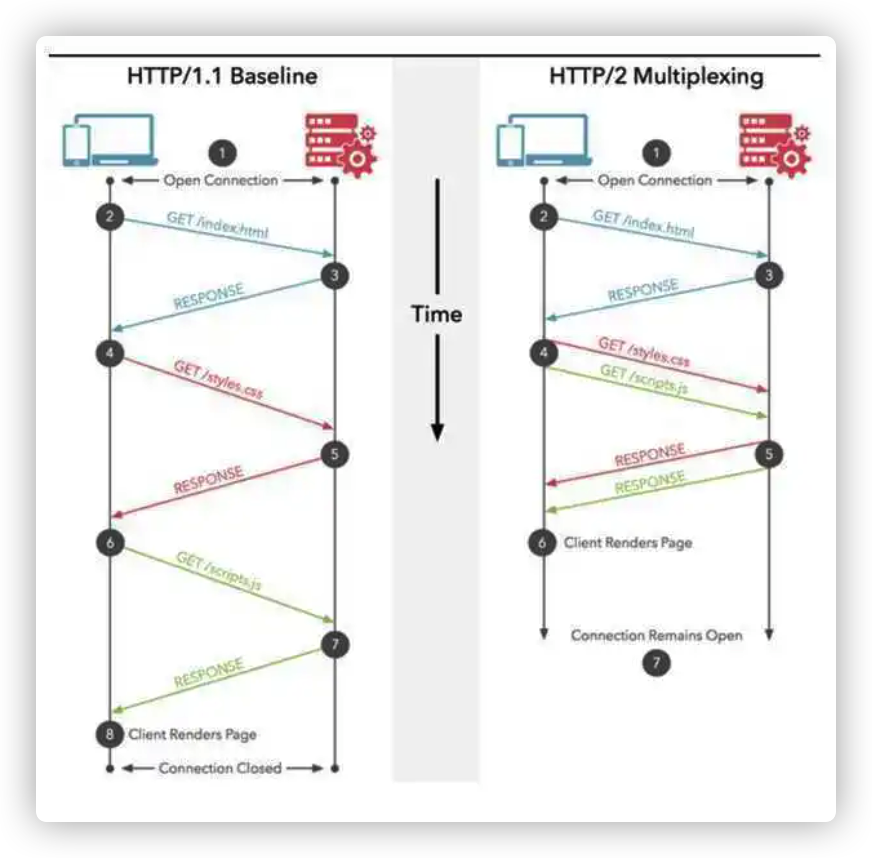 HTTP/1.1 Baseline
1
Open Connection
2
GET /index.html
3
RESPONSE
4
GET /styles.css
5
RESPONSE
6
GET /scripts.js
7
RESPONSE
8
Client Renders Page
Connection Closed
Time
HTTP/2 Multiplexing
1
Open Connection
2
GET /index.html
3
RESPONSE
4
GET /styles.css
GET /scripts.js
5
RESPONSE
RESPONSE
6
Client Renders Page
Connection Remains Open
7